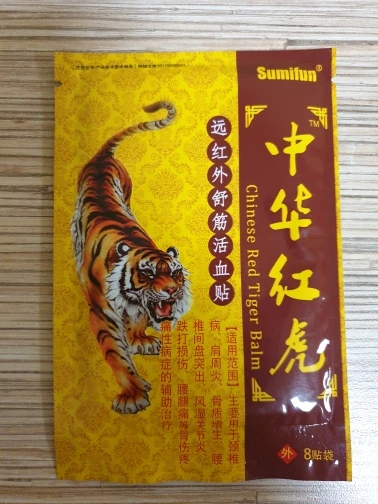 Sumifun®
中华红虎
TM
Chinese Red Tiger Balm
远红外舒筋活血贴
【适用范围】主要用于颈椎
病、肩周炎、骨质增生、腰
椎间盘突出、风湿关节炎、
跌打损伤、腰腿痛等骨伤疼
痛性病症的辅助治疗
外
8贴袋